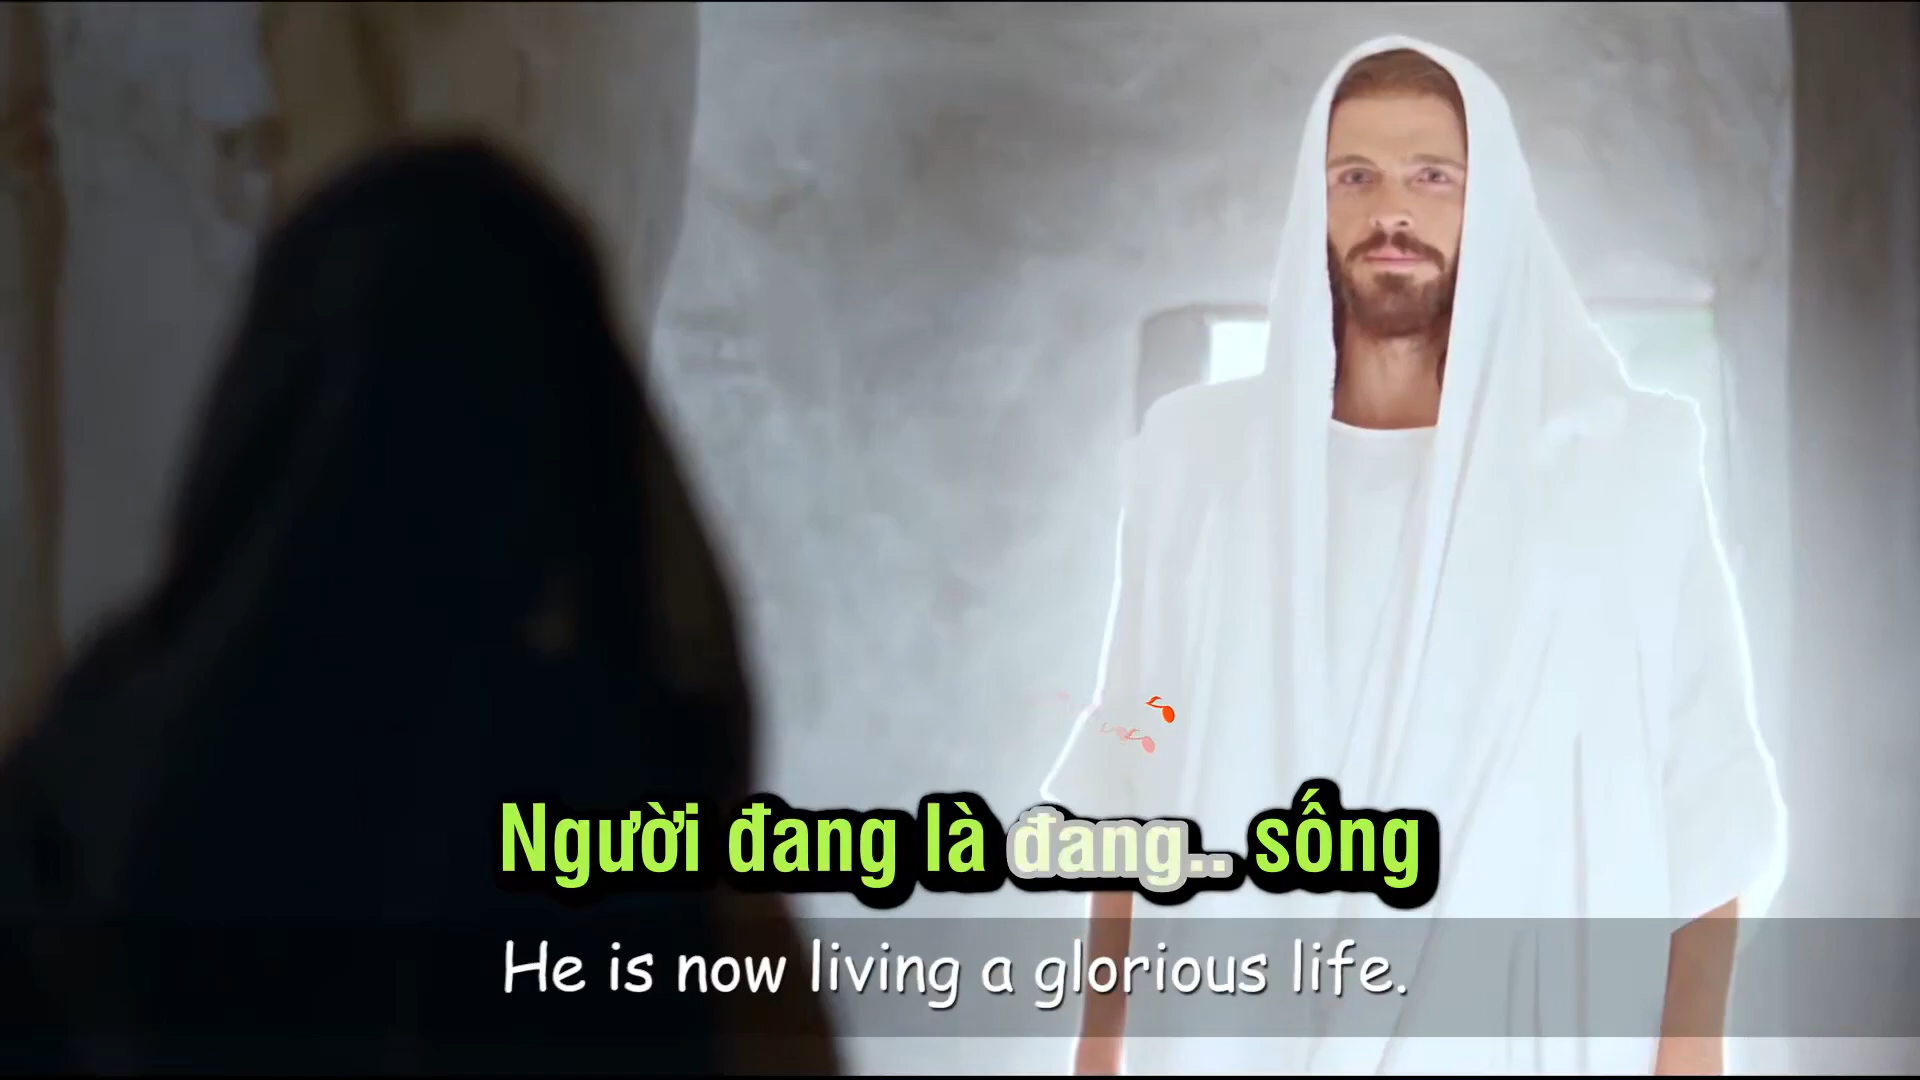 Người đang là đang.. sống
He is now living a glorious life.